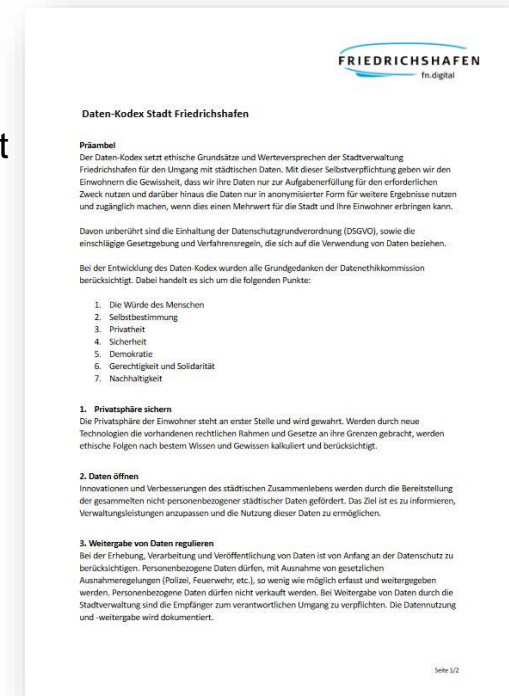 t
FRIEDRICHSHAFEN
fn.digital
Daten-Kodex Stadt Friedrichshafen
Präambel
Der Daten-Kodex setzt ethische Grundsätze und Werteversprechen der Stadtverwaltung
Friedrichshafen für den Umgang mit städtischen Daten. Mit dieser Selbstverpflichtung geben wir den
Einwohnern die Gewissheit, dass wir ihre Daten nur zur Aufgabenerfüllung für den erforderlichen
Zweck nutzen und darüber hinaus die Daten nur in anonymisierter Form für weitere Ergebnisse nutzen
und zugänglich machen, wenn dies einen Mehrwert für die Stadt und Ihre Einwohner erbringen kann.
Davon unberührt sind die Einhaltung der Datenschutzgrundverordnung (DSGVO), sowie die
einschlägige Gesetzgebung und Verfahrensregeln, die sich auf die Verwendung von Daten beziehen.
Bei der Entwicklung des Daten-Kodex wurden alle Grundgedanken der Datenethikkommission
berücksichtigt. Dabei handelt es sich um die folgenden Punkte:
1. Die Würde des Menschen
2. Selbstbestimmung
3. Privatheit
4. Sicherheit
5. Demokratie
6. Gerechtigkeit und Solidarität
7. Nachhaltigkeit
1. Privatsphäre sichern
Die Privatsphäre der Einwohner steht an erster Stelle und wird gewahrt. Werden durch neue
Technologien die vorhandenen rechtlichen Rahmen und Gesetze an ihre Grenzen gebracht, werden
ethische Folgen nach bestem Wissen und Gewissen kalkuliert und berücksichtigt.
2. Daten öffnen
Innovationen und Verbesserungen des städtischen Zusammenlebens werden durch die Bereitstellung
der gesammelten nicht-personenbezogener städtischer Daten gefördert. Das Ziel ist es zu informieren,
Verwaltungsleistungen anzupassen und die Nutzung dieser Daten zu ermöglichen.
3. Weitergabe von Daten regulieren
Bei der Erhebung, Verarbeitung und Veröffentlichung von Daten ist von Anfang an der Datenschutz zu
berücksichtigen. Personenbezogene Daten dürfen, mit Ausnahme von gesetzlichen
Ausnahmeregelungen (Polizei, Feuerwehr, etc.), so wenig wie möglich erfasst und weitergegeben
werden. Personenbezogene Daten dürfen nicht verkauft werden. Bei Weitergabe von Daten durch die
Stadtverwaltung sind die Empfänger zum verantwortlichen Umgang zu verpflichten. Die Datennutzung
und -weitergabe wird dokumentiert.
Seite 1/2